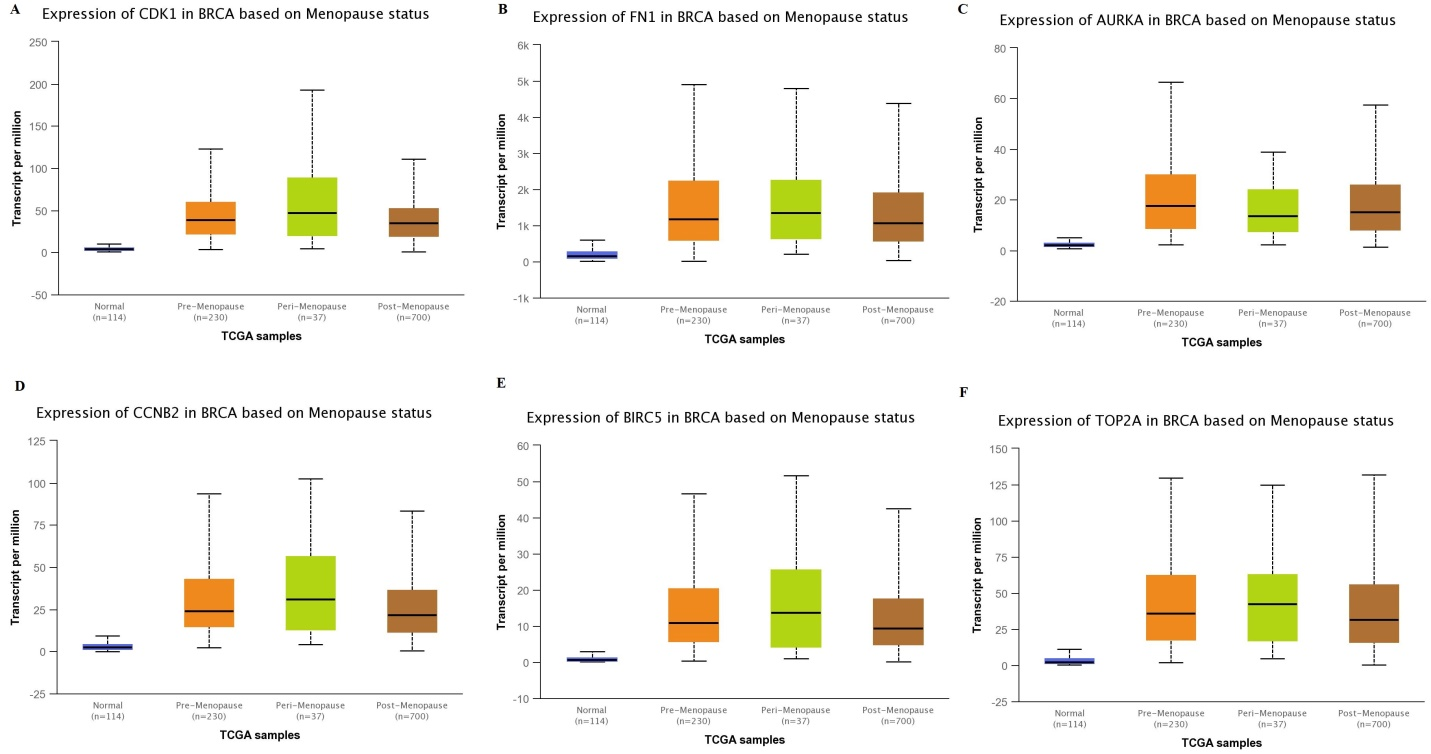 A
Expression of CDK1 in BRCA based on Menopause status
250
200
150
100
50
0
-50
Transcript per million
Normal
(n=114)
Pre-Menopause
(n=230)
Peri-Menopause
(n=37)
Post-Menopause
(n=700)
TCGA samples
B
Expression of FN1 in BRCA based on Menopause status
6k
5k
4k
3k
2k
1k
0
-1k
Transcript per million
Normal
(n=114)
Pre-Menopause
(n=230)
Peri-Menopause
(n=37)
Post-Menopause
(n=700)
TCGA samples
C
Expression of AURKA in BRCA based on Menopause status
80
60
40
20
0
-20
Transcript per million
Normal
(n=114)
Pre-Menopause
(n=230)
Peri-Menopause
(n=37)
Post-Menopause
(n=700)
TCGA samples
D
Expression of CCNB2 in BRCA based on Menopause status
125
100
75
50
25
0
-25
Transcript per million
Normal
(n=114)
Pre-Menopause
(n=230)
Peri-Menopause
(n=37)
Post-Menopause
(n=700)
TCGA samples
E
Expression of BIRC5 in BRCA based on Menopause status
60
50
40
30
20
10
0
-10
Transcript per million
Normal
(n=114)
Pre-Menopause
(n=230)
Peri-Menopause
(n=37)
Post-Menopause
(n=700)
TCGA samples
F
Expression of TOP2A in BRCA based on Menopause status
150
125
100
75
50
25
0
-25
Transcript per million
Normal
(n=114)
Pre-Menopause
(n=230)
Peri-Menopause
(n=37)
Post-Menopause
(n=700)
TCGA samples